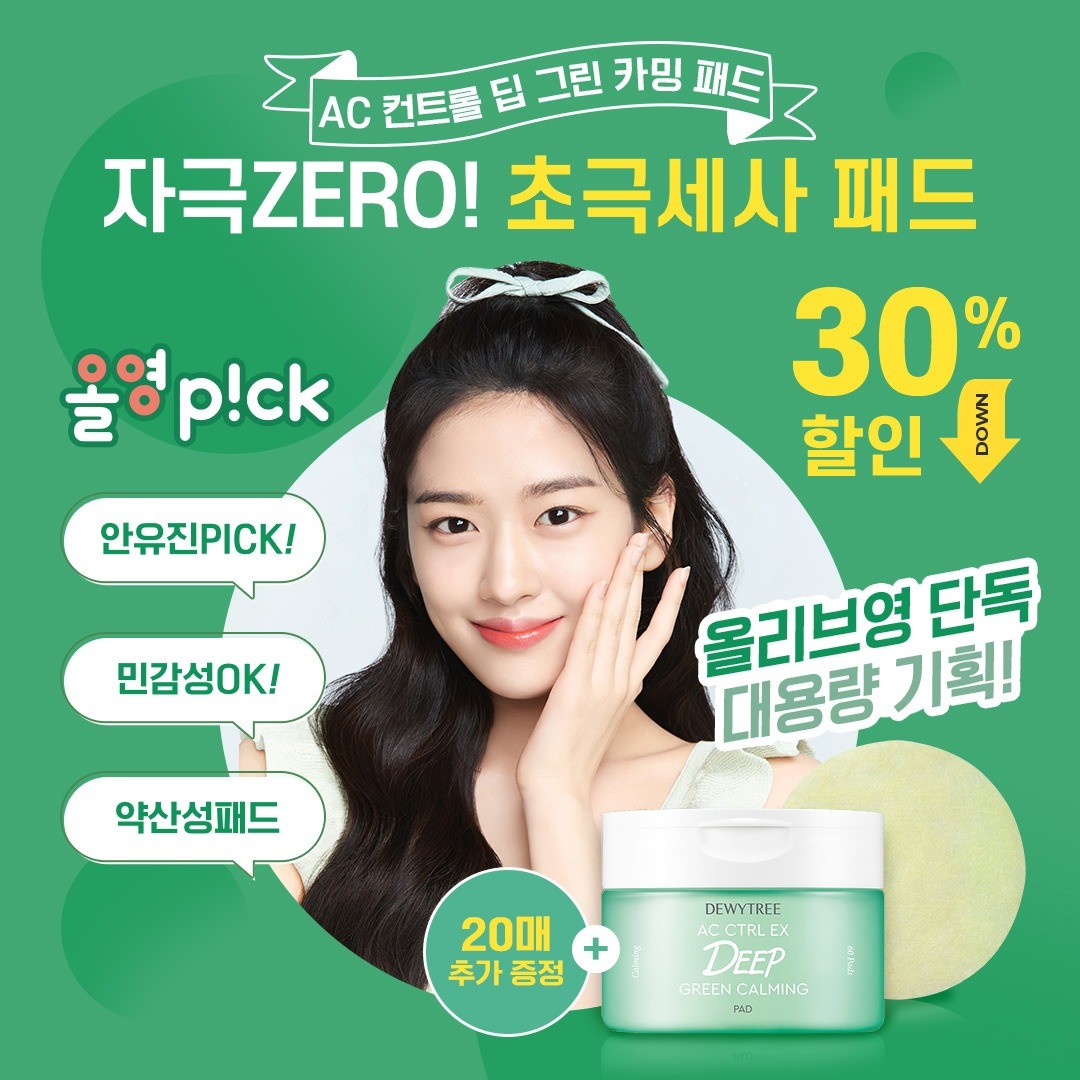 AC 컨트롤 딥 그린 카밍 패드
자극ZERO! 초극세사 패드
30%
할인
DOWN
올영 p!ck
안유진PICK!
민감성OK!
약산성패드
올리브영 단독
대용량 기획!
20매
추가 증정
+
DEWYTREE
AC CTRL EX
DEEP
GREEN CALMING
PAD
Calming
60 Pads